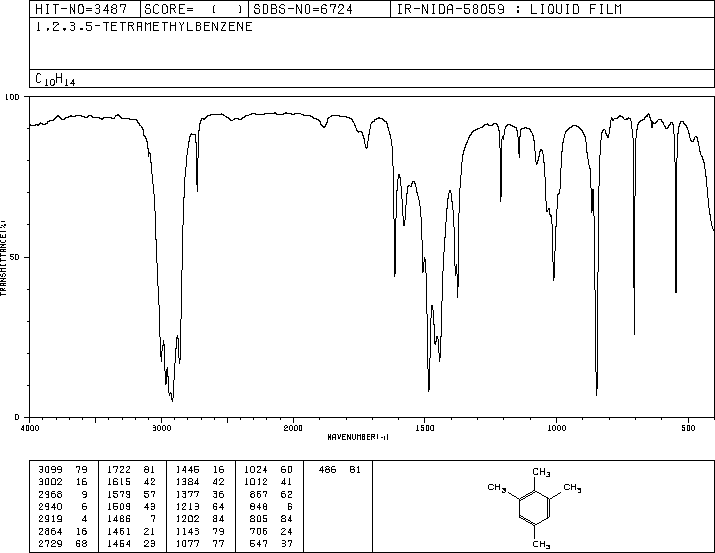 HIT-NO=3487 SCORE= ( ) SDBS-NO=6724 IR-NIDA-58059 : LIQUID FILM
1,2,3,5-TETRAMETHYLBENZENE
C10H14
100
50
0
TRANSMITTANCE(%)
4000 3000 2000 1500 1000 500
WAVENUMBER(-1)
3099 79 1722 81 1446 16 1024 60 486 81
3002 16 1615 42 1384 42 1012 41
2968 9 1579 57 1377 36 867 62
2940 6 1509 43 1213 64 848 6
2919 4 1486 7 1202 84 805 84
2864 16 1461 21 1143 79 706 24
2729 68 1454 23 1077 77 547 37
CH3
CH3 CH3
CH3